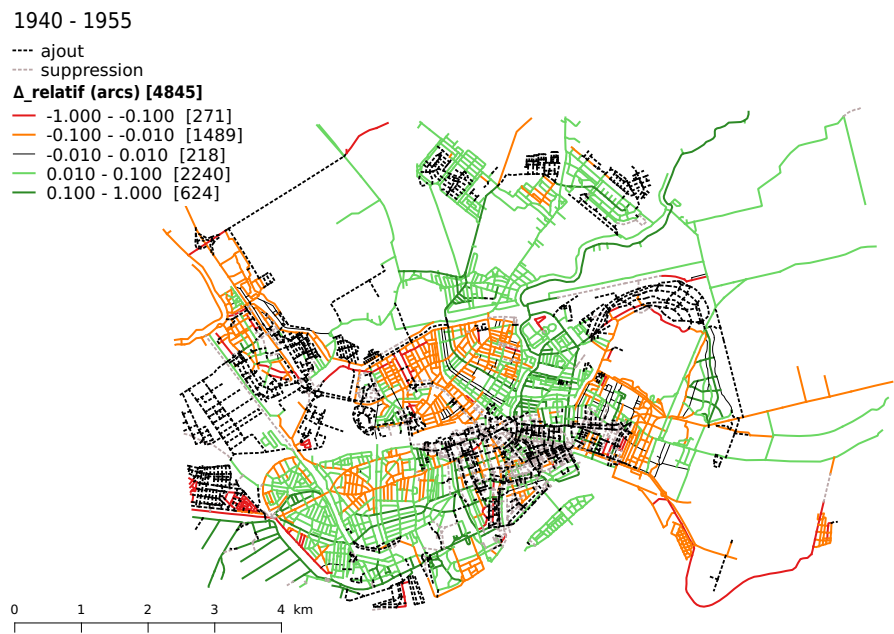 1940 - 1955
ajout
suppression
Δ_relatif (arcs) [4845]
-1.000 - -0.100 [271]
-0.100 - -0.010 [1489]
-0.010 - 0.010 [218]
0.010 - 0.100 [2240]
0.100 - 1.000 [624]
0 1 2 3 4 km